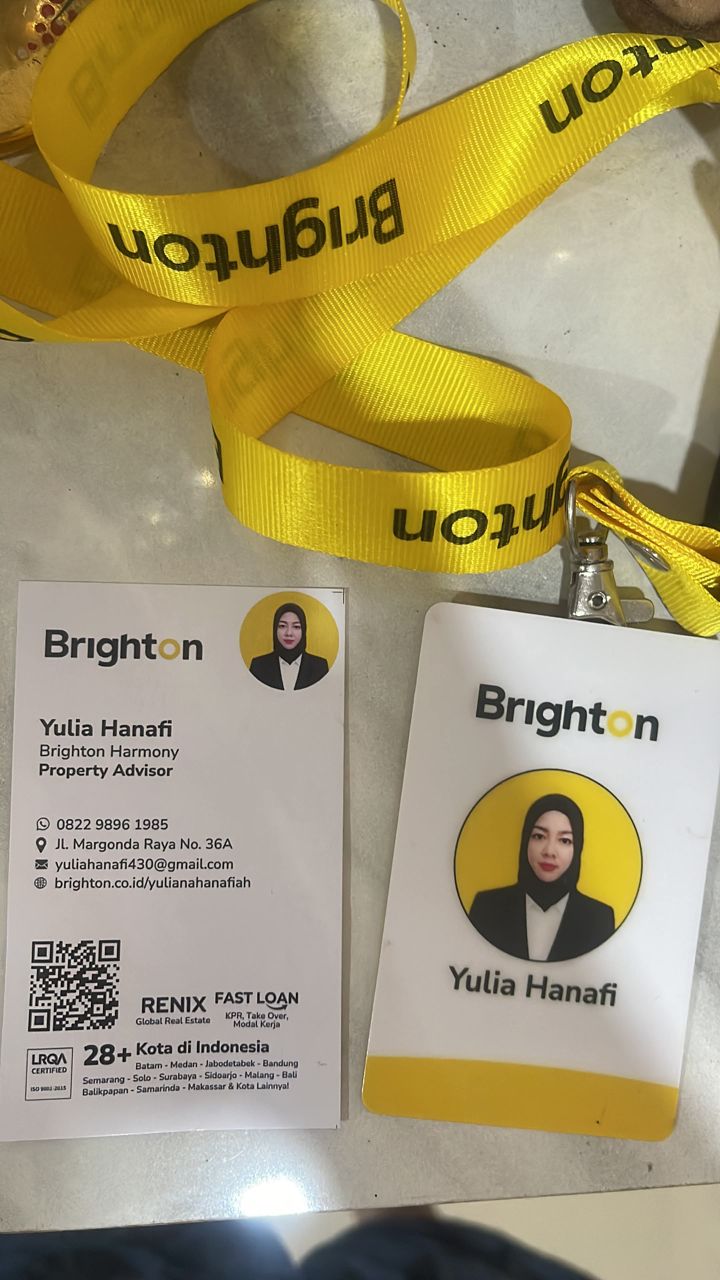 Brighton
Brighton
Brighton
Yulia Hanafi
Brighton Harmony
Property Advisor
0822 9896 1985
Jl. Margonda Raya No. 36A
yuliahanafi430@gmail.com
brighton.co.id/yulianahanafiah
RENIX
Global Real Estate
FAST LOAN
KPR, Take Over,
Modal Kerja
LRQA
CERTIFIED
ISO 9001:2015
28+ Kota di Indonesia
Batam - Medan - Jabodetabek - Bandung
Semarang - Solo - Surabaya - Sidoarjo - Malang - Bali
Balikpapan - Samarinda - Makassar & Kota Lainnya!
Brighton
Yulia Hanafi